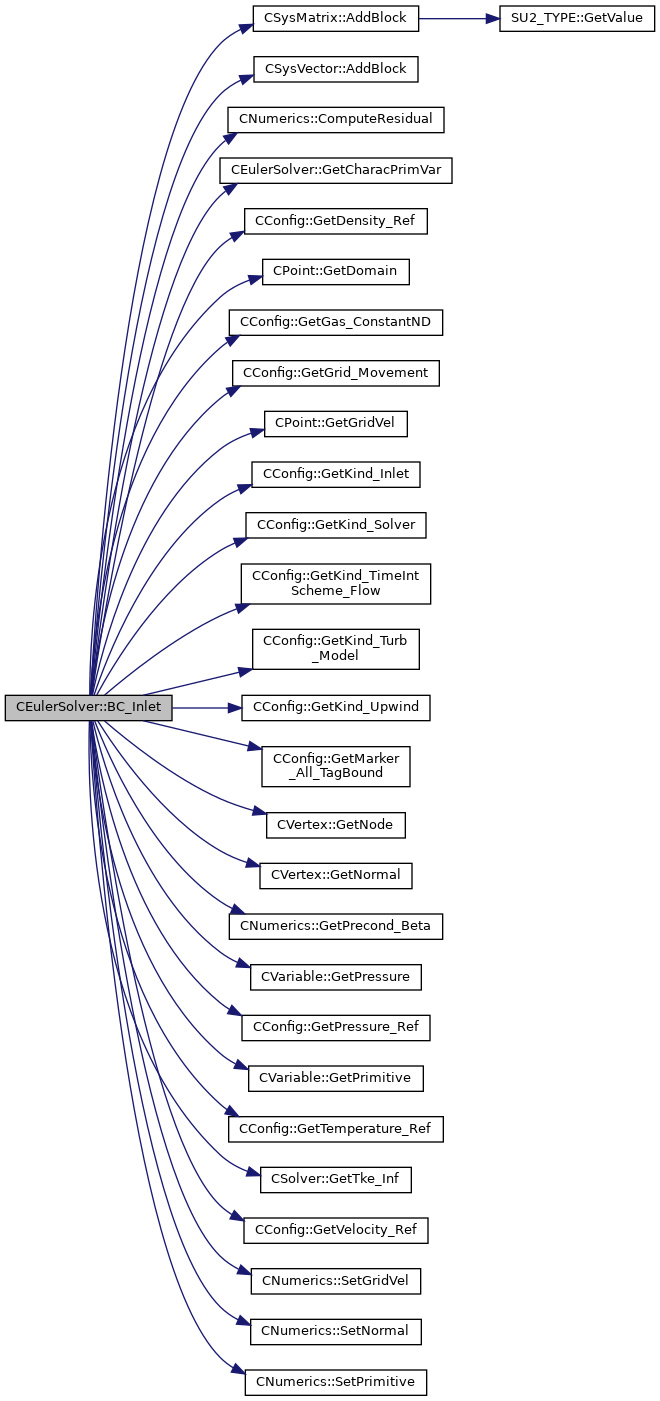 CSysMatrix::AddBlock
SU2_TYPE::GetValue
CSysVector::AddBlock
CNumerics::ComputeResidual
CEulerSolver::GetCharacPrimVar
CConfig::GetDensity_Ref
CPoint::GetDomain
CConfig::GetGas_ConstantND
CConfig::GetGrid_Movement
CPoint::GetGridVel
CConfig::GetKind_Inlet
CConfig::GetKind_Solver
CConfig::GetKind_TimeInt
Scheme_Flow
CConfig::GetKind_Turb
_Model
CEulerSolver::BC_Inlet
CConfig::GetKind_Upwind
CConfig::GetMarker
_All_TagBound
CVertex::GetNode
CVertex::GetNormal
CNumerics::GetPrecond_Beta
CVariable::GetPressure
CConfig::GetPressure_Ref
CVariable::GetPrimitive
CConfig::GetTemperature_Ref
CSolver::GetTke_Inf
CConfig::GetVelocity_Ref
CNumerics::SetGridVel
CNumerics::SetNormal
CNumerics::SetPrimitive